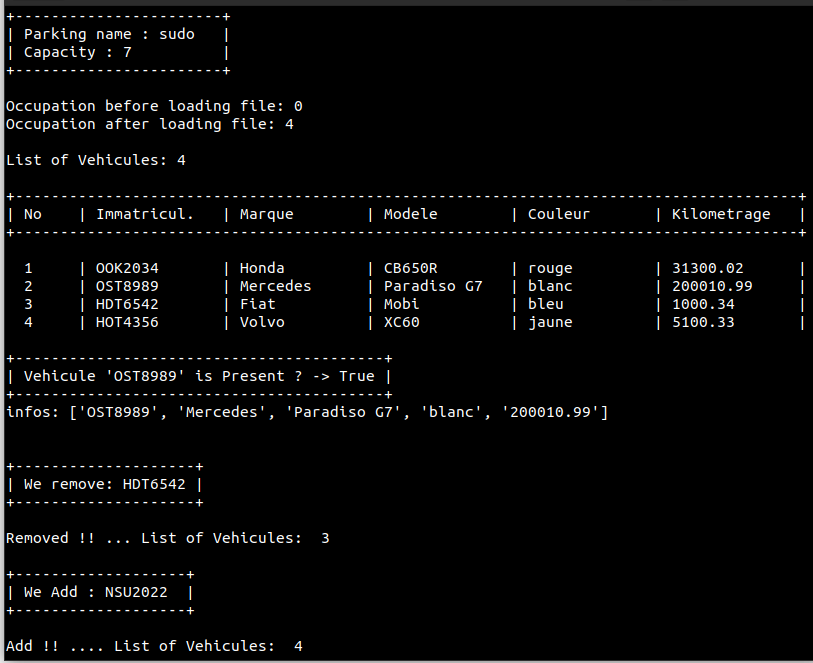 +-----------------------+
| Parking name : sudo   |
| Capacity : 7          |
+-----------------------+
Occupation before loading file: 0
Occupation after loading file: 4
List of Vehicules: 4
+---------------------------------------------------------------------------------------+
| No    | Immatricul.   | Marque        | Modele        | Couleur       | Kilometrage   |
+---------------------------------------------------------------------------------------+
  1     | OOK2034       | Honda         | CB650R        | rouge         | 31300.02      |
  2     | OST8989       | Mercedes      | Paradiso G7   | blanc         | 200010.99     |
  3     | HDT6542       | Fiat          | Mobi          | bleu          | 1000.34       |
  4     | HOT4356       | Volvo         | XC60          | jaune         | 5100.33       |
+-----------------------------------------+
| Vehicule 'OST8989' is Present ? -> True |
+-----------------------------------------+
infos: ['OST8989', 'Mercedes', 'Paradiso G7', 'blanc', '200010.99']
+--------------------+
| We remove: HDT6542 |
+--------------------+
Removed !! ... List of Vehicules:  3
+-------------------+
| We Add : NSU2022  |
+-------------------+
Add !! .... List of Vehicules:  4